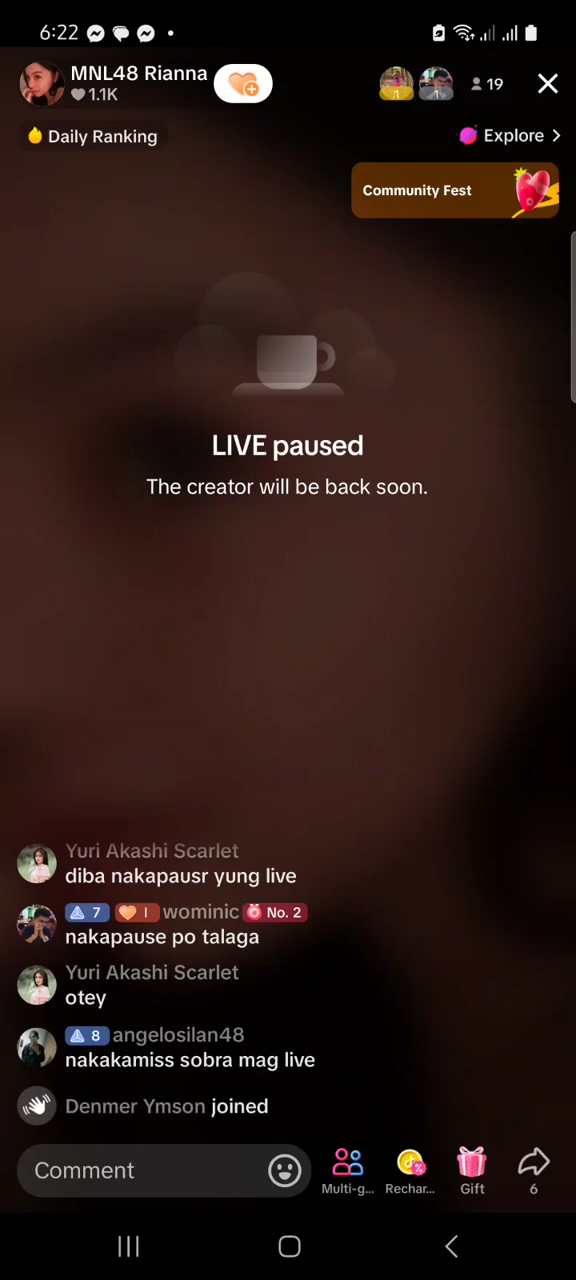 6:22
MNL48 Rianna
1.1K
1
1
19
Daily Ranking
Explore
Community Fest
LIVE paused
The creator will be back soon.
Yuri Akashi Scarlet
diba nakapausr yung live
7 I wominic No. 2
nakapause po talaga
Yuri Akashi Scarlet
otey
8 angelosilan48
nakakamiss sobra mag live
Denmer Ymson joined
Comment
Multi-g...
Rechar...
Gift
6